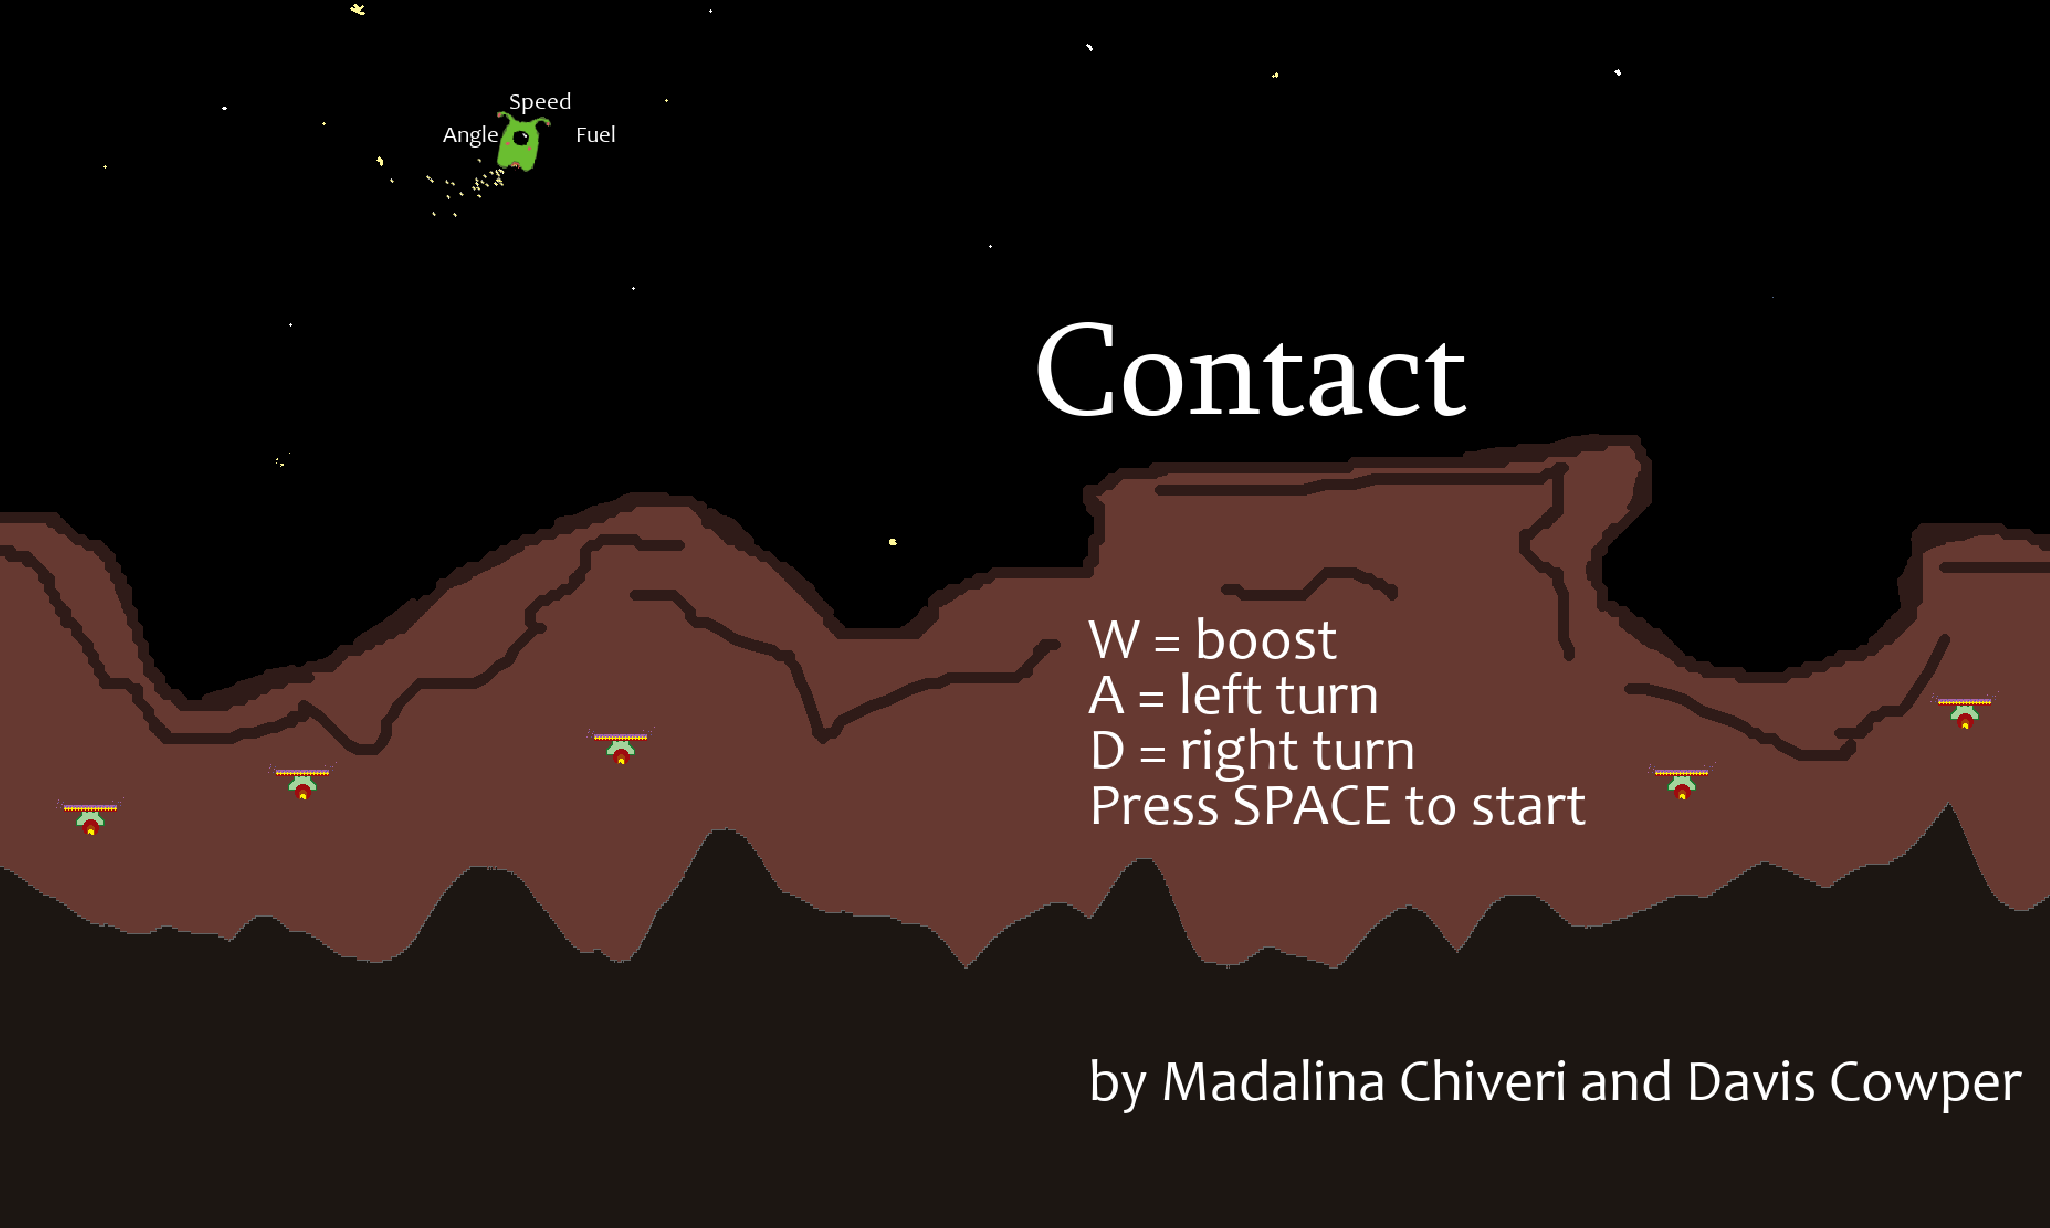 Speed
Angle Fuel
Contact
W = boost
A = left turn
D = right turn
Press SPACE to start
by Madalina Chiveri and Davis Cowper